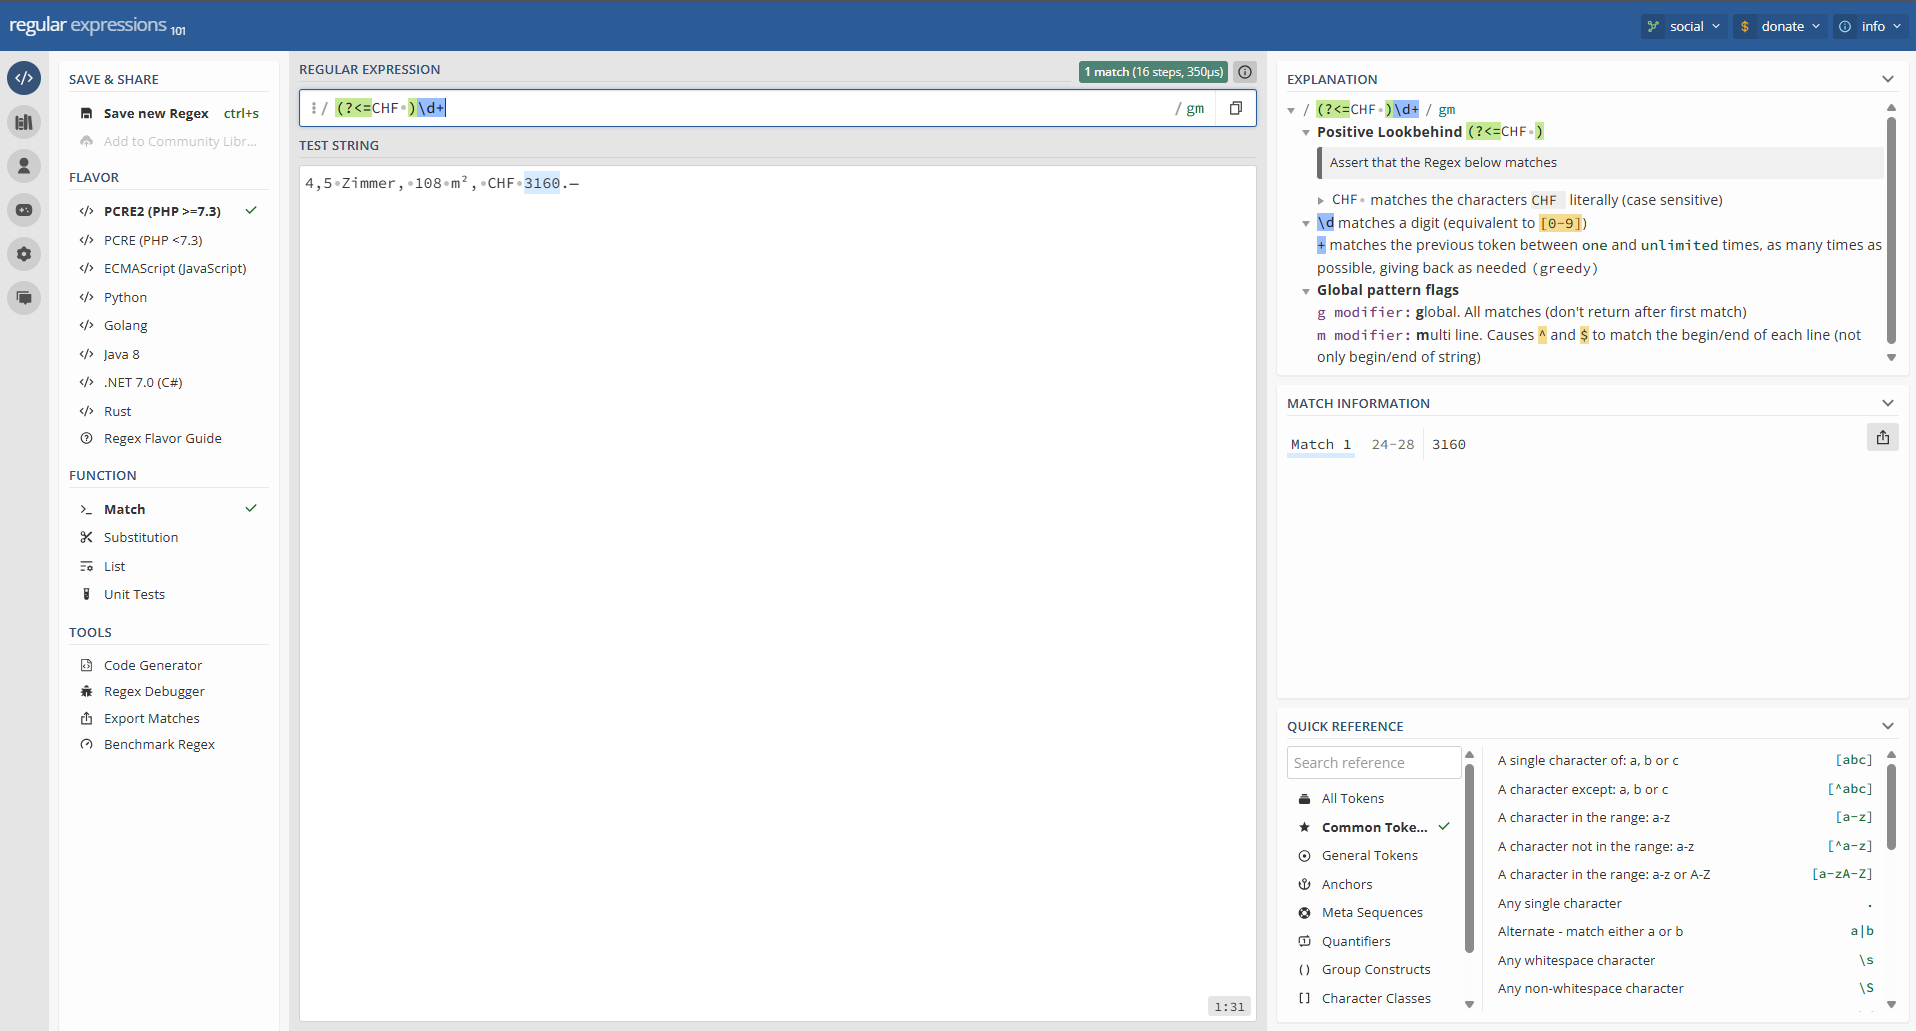 regular expressions 101
social
donate
info
SAVE & SHARE
Save new Regex ctrl+s
Add to Community Libr...
FLAVOR
PCRE2 (PHP >=7.3)
PCRE (PHP <7.3)
ECMAScript (JavaScript)
Python
Golang
Java 8
.NET 7.0 (C#)
Rust
Regex Flavor Guide
FUNCTION
Match
Substitution
List
Unit Tests
TOOLS
Code Generator
Regex Debugger
Export Matches
Benchmark Regex
REGULAR EXPRESSION
1 match (16 steps, 350μs)
/ (?<=CHF·)\d+ / gm
TEST STRING
4,5·Zimmer,·108·m²,·CHF·3160.—
1:31
EXPLANATION
/ (?<=CHF·)\d+ / gm
Positive Lookbehind (?<=CHF·)
Assert that the Regex below matches
CHF· matches the characters CHF literally (case sensitive)
\d matches a digit (equivalent to [0-9])
+ matches the previous token between one and unlimited times, as many times as
possible, giving back as needed (greedy)
Global pattern flags
g modifier: global. All matches (don't return after first match)
m modifier: multi line. Causes ^ and $ to match the begin/end of each line (not
only begin/end of string)
MATCH INFORMATION
Match 1 24-28 3160
QUICK REFERENCE
Search reference
All Tokens
Common Toke...
General Tokens
Anchors
Meta Sequences
Quantifiers
Group Constructs
Character Classes
A single character of: a, b or c [abc]
A character except: a, b or c [^abc]
A character in the range: a-z [a-z]
A character not in the range: a-z [^a-z]
A character in the range: a-z or A-Z [a-zA-Z]
Any single character .
Alternate - match either a or b a|b
Any whitespace character \s
Any non-whitespace character \S